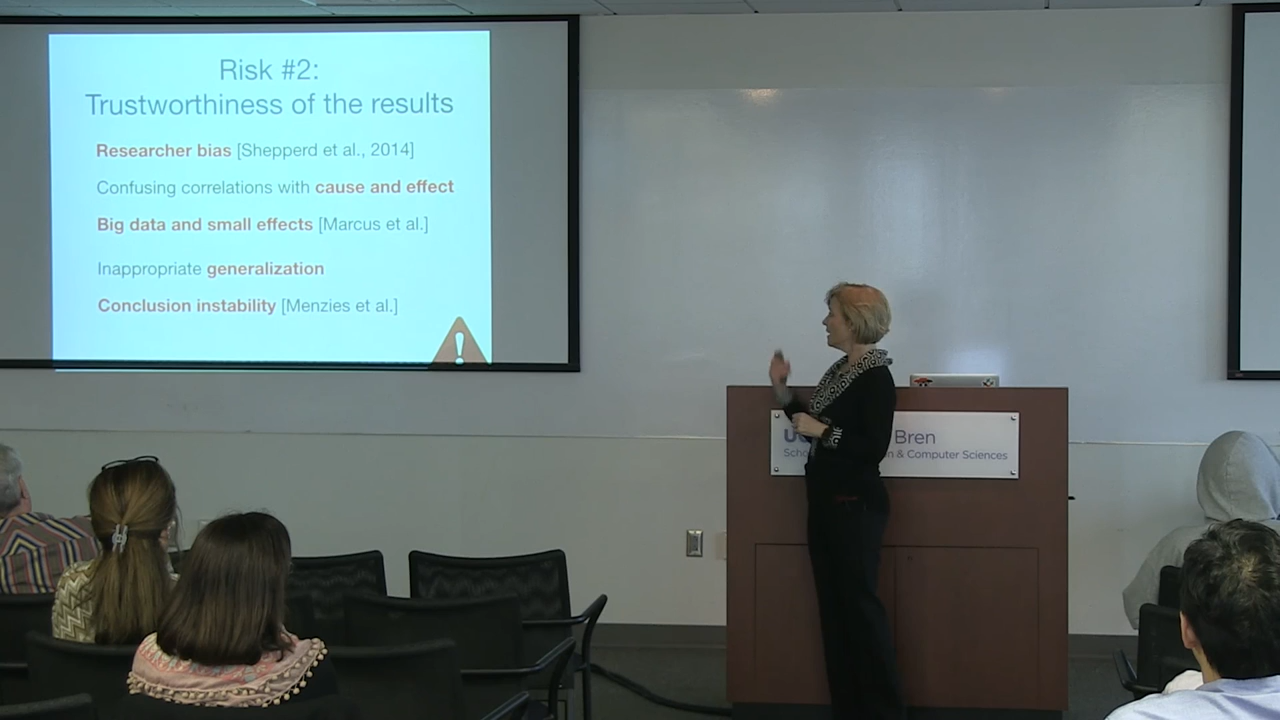 Risk #2:
Trustworthiness of the results
Researcher bias [Shepperd et al., 2014]
Confusing correlations with cause and effect
Big data and small effects [Marcus et al.]
Inappropriate generalization
Conclusion instability [Menzies et al.]
!
Bren
& Computer Sciences